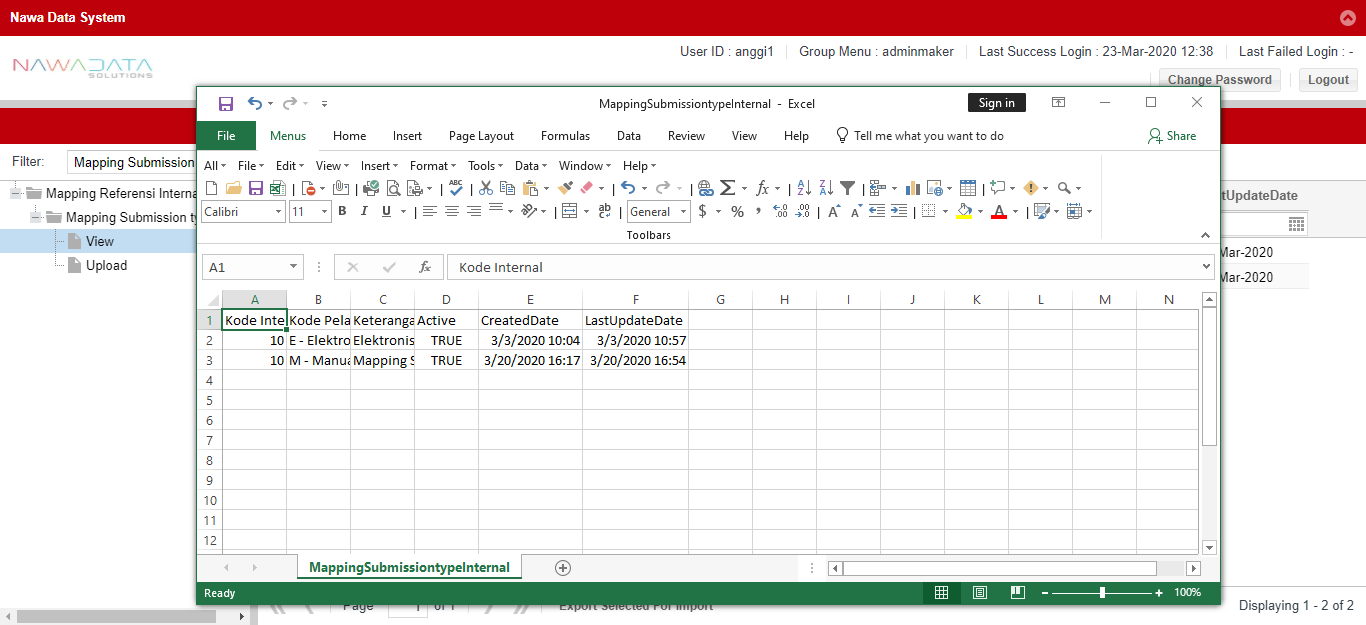 Nawa Data System
NAWADATA
SOLUTIONS
User ID : anggi1
Group Menu : adminmaker
Last Success Login : 23-Mar-2020 12:38
Last Failed Login : -
Change Password
Logout
MappingSubmissiontypeInternal - Excel
Sign in
File Menus Home Insert Page Layout Formulas Data Review View Help Tell me what you want to do Share
Filter:
Mapping Submission
All File Edit View Insert Format Tools Data Window Help
Mapping Referensi Interna
Mapping Submission ty
View
Upload
Calibri 11 B I U General $ %
Toolbars
tUpdateDate
Mar-2020
Mar-2020
A1 fx Kode Internal
A B C D E F G H I J K L M N
1 Kode Inte Kode Pela Keteranga Active CreatedDate LastUpdateDate
2 10 E - Elektro Elektronis TRUE 3/3/2020 10:04 3/3/2020 10:57
3 10 M - Manua Mapping S TRUE 3/20/2020 16:17 3/20/2020 16:54
4
5
6
7
8
9
10
11
12
MappingSubmissiontypeInternal
Ready
100%
Page 1 of 1
Export Selected For Import
Displaying 1 - 2 of 2